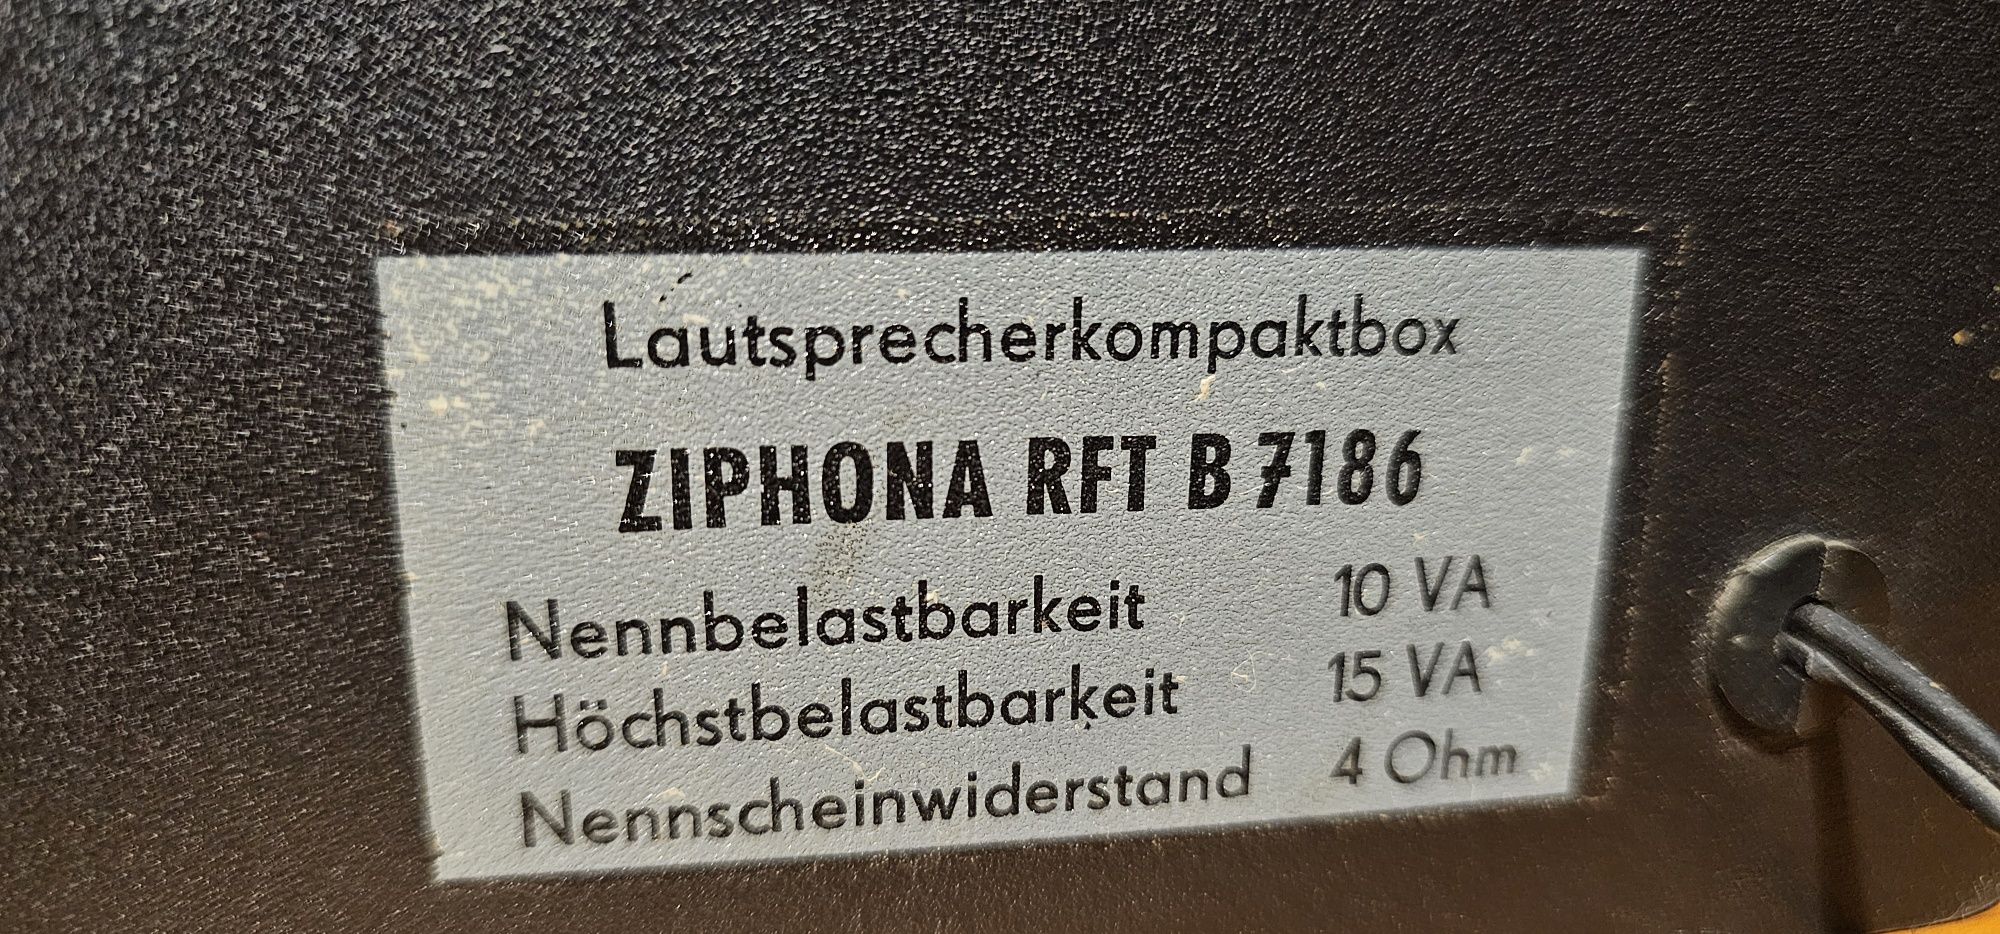 Lautsprecherkompaktbox
ZIPHONA RFT B 7186
Nennbelastbarkeit 10 VA
Höchstbelastbarkeit 15 VA
Nennscheinwiderstand 4 Ohm